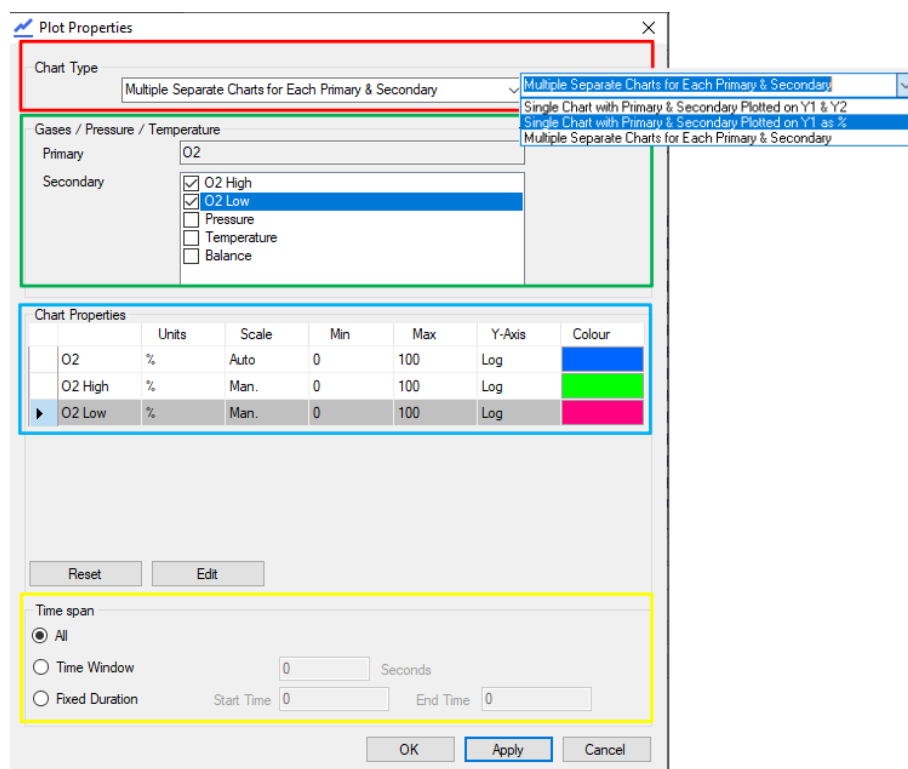 Plot Properties
Chart Type
Multiple Separate Charts for Each Primary & Secondary
Multiple Separate Charts for Each Primary & Secondary
Single Chart with Primary & Secondary Plotted on Y1 & Y2
Single Chart with Primary & Secondary Plotted on Y1 as %
Multiple Separate Charts for Each Primary & Secondary
Gases / Pressure / Temperature
Primary O2
Secondary O2 High
O2 Low
Pressure
Temperature
Balance
Chart Properties
Units Scale Min Max Y-Axis Colour
O2 % Auto 0 100 Log
O2 High % Man. 0 100 Log
O2 Low % Man. 0 100 Log
Reset Edit
Time span
All
Time Window 0 Seconds
Fixed Duration Start Time 0 End Time 0
OK Apply Cancel